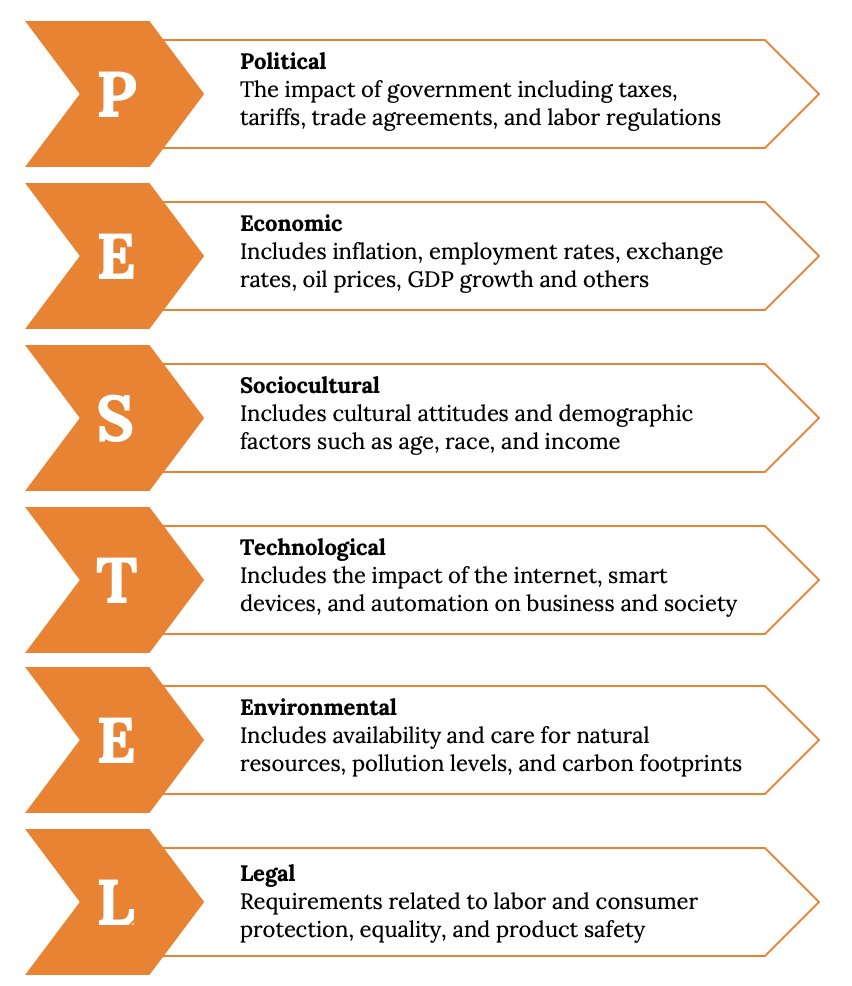 P
Political
The impact of government including taxes,
tariffs, trade agreements, and labor regulations
E
Economic
Includes inflation, employment rates, exchange
rates, oil prices, GDP growth and others
S
Sociocultural
Includes cultural attitudes and demographic
factors such as age, race, and income
T
Technological
Includes the impact of the internet, smart
devices, and automation on business and society
E
Environmental
Includes availability and care for natural
resources, pollution levels, and carbon footprints
L
Legal
Requirements related to labor and consumer
protection, equality, and product safety